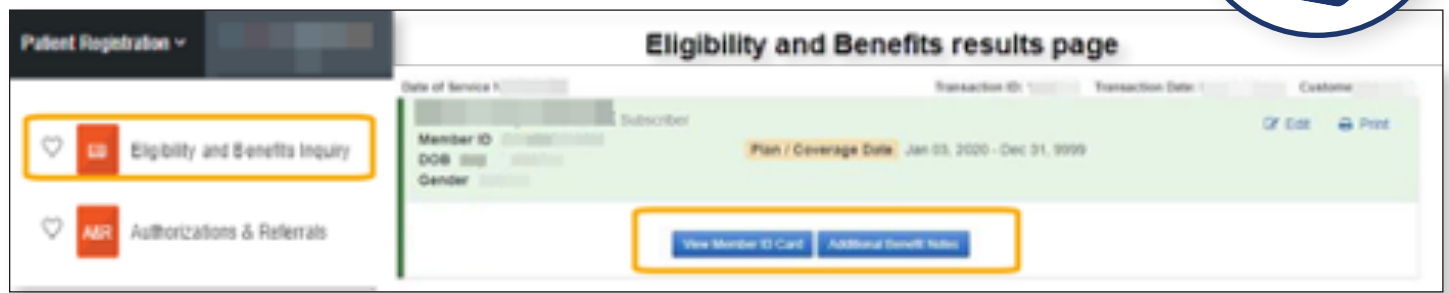 Patient Registration
Eligibility and Benefits results page
Date of Service
Transaction ID:
Transaction Date:
Custome
EB Eligibility and Benefits Inquiry
Subscriber
Edit
Print
Member ID
Plan / Coverage Date Jan 03, 2020 - Dec 31, 9999
DOB
Gender
A&R Authorizations & Referrals
View Member ID Card
Additional Benefit Notes